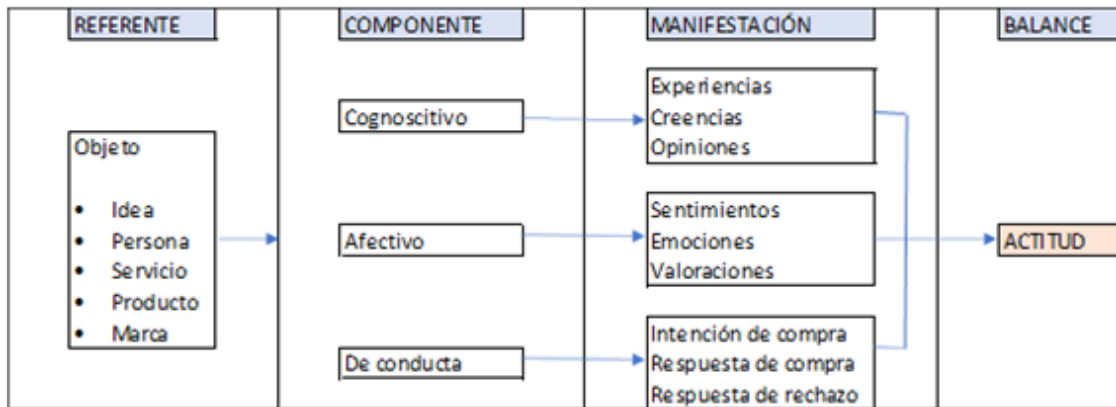 REFERENTE
COMPONENTE
MANIFESTACIÓN
BALANCE
Objeto
• Idea
• Persona
• Servicio
• Producto
• Marca
Cognoscitivo
Afectivo
De conducta
Experiencias
Creencias
Opiniones
Sentimientos
Emociones
Valoraciones
Intención de compra
Respuesta de compra
Respuesta de rechazo
ACTITUD